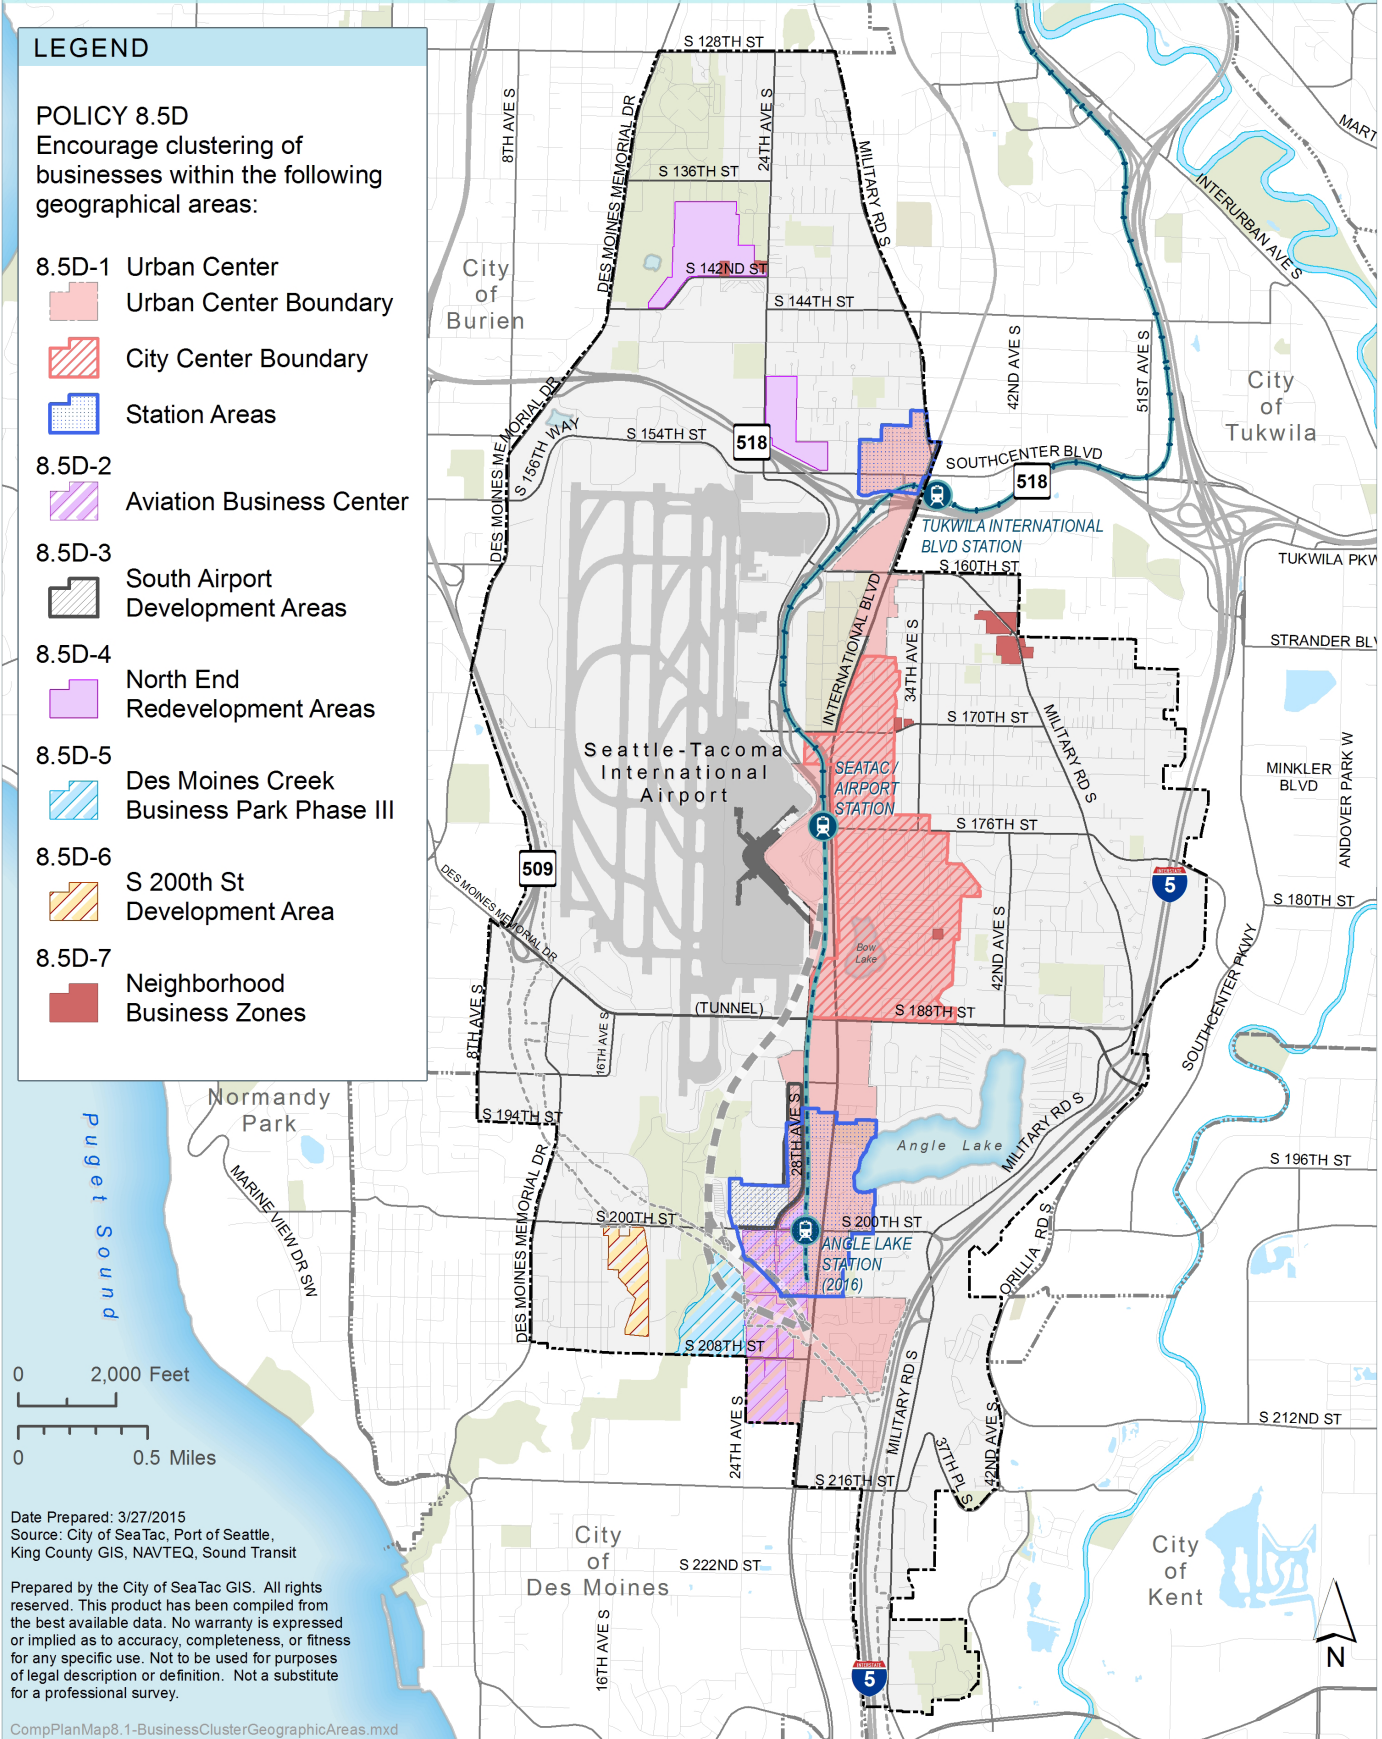 LEGEND
POLICY 8.5D
Encourage clustering of
businesses within the following
geographical areas:
8.5D-1 Urban Center
Urban Center Boundary
City Center Boundary
Station Areas
8.5D-2
Aviation Business Center
8.5D-3
South Airport
Development Areas
8.5D-4
North End
Redevelopment Areas
8.5D-5
Des Moines Creek
Business Park Phase III
8.5D-6
S 200th St
Development Area
8.5D-7
Neighborhood
Business Zones
S 128TH ST
8TH AVE S
DES MOINES MEMORIAL DR
24TH AVE S
MILITARY RD S
S 136TH ST
MART
INTERURBAN AVE S
City
of
Burien
S 142ND ST
S 144TH ST
42ND AVE S
51ST AVE S
City
of
Tukwila
DES MOINES MEMORIAL DR
S 156TH WAY
S 154TH ST
518
SOUTHCENTER BLVD
518
TUKWILA INTERNATIONAL
BLVD STATION
S 160TH ST
TUKWILA PKW
INTERNATIONAL BLVD
34TH AVE S
STRANDER BLV
S 170TH ST
MILITARY RD S
Seattle-Tacoma
International
Airport
SEATAC /
AIRPORT
STATION
MINKLER
BLVD
ANDOVER PARK W
S 176TH ST
509
DES MOINES MEMORIAL DR
5
S 180TH ST
Bow
Lake
42ND AVE S
SOUTHCENTER PKWY
8TH AVE S
16TH AVE S
(TUNNEL)
S 188TH ST
Normandy
Park
S 194TH ST
28TH AVE S
Angle Lake
MILITARY RD S
S 196TH ST
Puget Sound
MARINE VIEW DR SW
DES MOINES MEMORIAL DR
S 200TH ST
S 200TH ST
ANGLE LAKE
STATION
(2016)
ORILLIA RD S
S 208TH ST
0 2,000 Feet
0 0.5 Miles
24TH AVE S
MILITARY RD S
37TH PL S
42ND AVE S
S 212ND ST
S 216TH ST
City
of
Des Moines
S 222ND ST
16TH AVE S
City
of
Kent
5
N
Date Prepared: 3/27/2015
Source: City of SeaTac, Port of Seattle,
King County GIS, NAVTEQ, Sound Transit
Prepared by the City of SeaTac GIS. All rights
reserved. This product has been compiled from
the best available data. No warranty is expressed
or implied as to accuracy, completeness, or fitness
for any specific use. Not to be used for purposes
of legal description or definition. Not a substitute
for a professional survey.
CompPlanMap8.1-BusinessClusterGeographicAreas.mxd